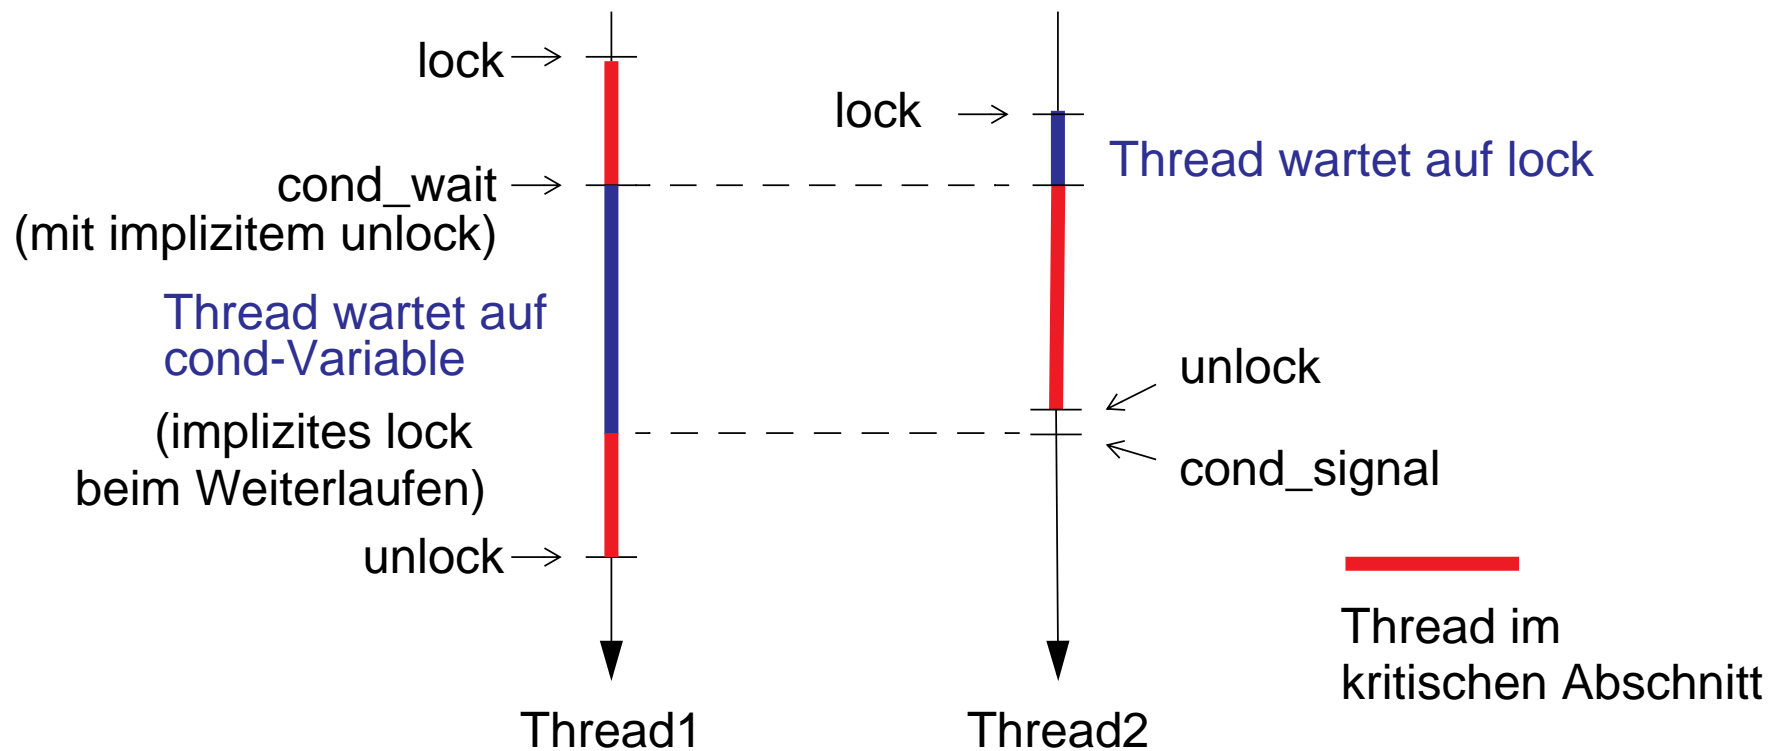 lock
lock
Thread wartet auf lock
cond_wait
(mit implizitem unlock)
Thread wartet auf
cond-Variable
unlock
(implizites lock
beim Weiterlaufen)
cond_signal
unlock
Thread im
kritischen Abschnitt
Thread1
Thread2